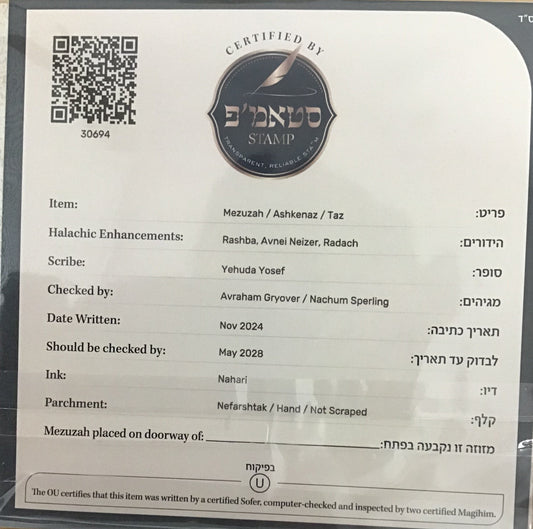 ס"ד
CERTIFIED BY
סטאמ'פ
STAMP
TRANSPARENT, RELIABLE STA"M
30694
Item: Mezuzah / Ashkenaz / Taz פריט:
Halachic Enhancements: Rashba, Avnei Neizer, Radach הידורים:
Scribe: Yehuda Yosef סופר:
Checked by: Avraham Gryover / Nachum Sperling מגיהים:
Date Written: Nov 2024 תאריך כתיבה:
Should be checked by: May 2028 לבדוק עד תאריך:
Ink: Nahari דיו:
Parchment: Nefarshtak / Hand / Not Scraped קלף:
Mezuzah placed on doorway of: מזוזה זו נקבעה בפתח:
בפיקוח
U
The OU certifies that this item was written by a certified Sofer, computer-checked and inspected by two certified Magihim.